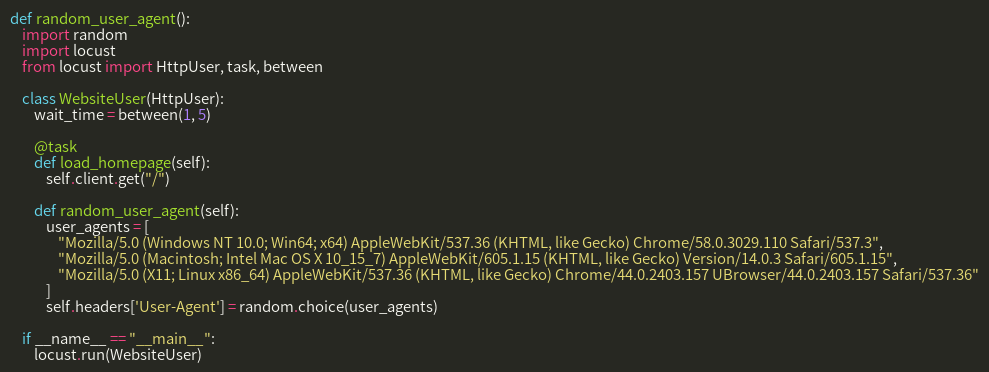 def random_user_agent():
    import random
    import locust
    from locust import HttpUser, task, between
    class WebsiteUser(HttpUser):
        wait_time = between(1, 5)
        @task
        def load_homepage(self):
            self.client.get("/")
        def random_user_agent(self):
            user_agents = [
                "Mozilla/5.0 (Windows NT 10.0; Win64; x64) AppleWebKit/537.36 (KHTML, like Gecko) Chrome/58.0.3029.110 Safari/537.3",
                "Mozilla/5.0 (Macintosh; Intel Mac OS X 10_15_7) AppleWebKit/605.1.15 (KHTML, like Gecko) Version/14.0.3 Safari/605.1.15",
                "Mozilla/5.0 (X11; Linux x86_64) AppleWebKit/537.36 (KHTML, like Gecko) Chrome/44.0.2403.157 UBrowser/44.0.2403.157 Safari/537.36"
            ]
            self.headers['User-Agent'] = random.choice(user_agents)
    if __name__ == "__main__":
        locust.run(WebsiteUser)